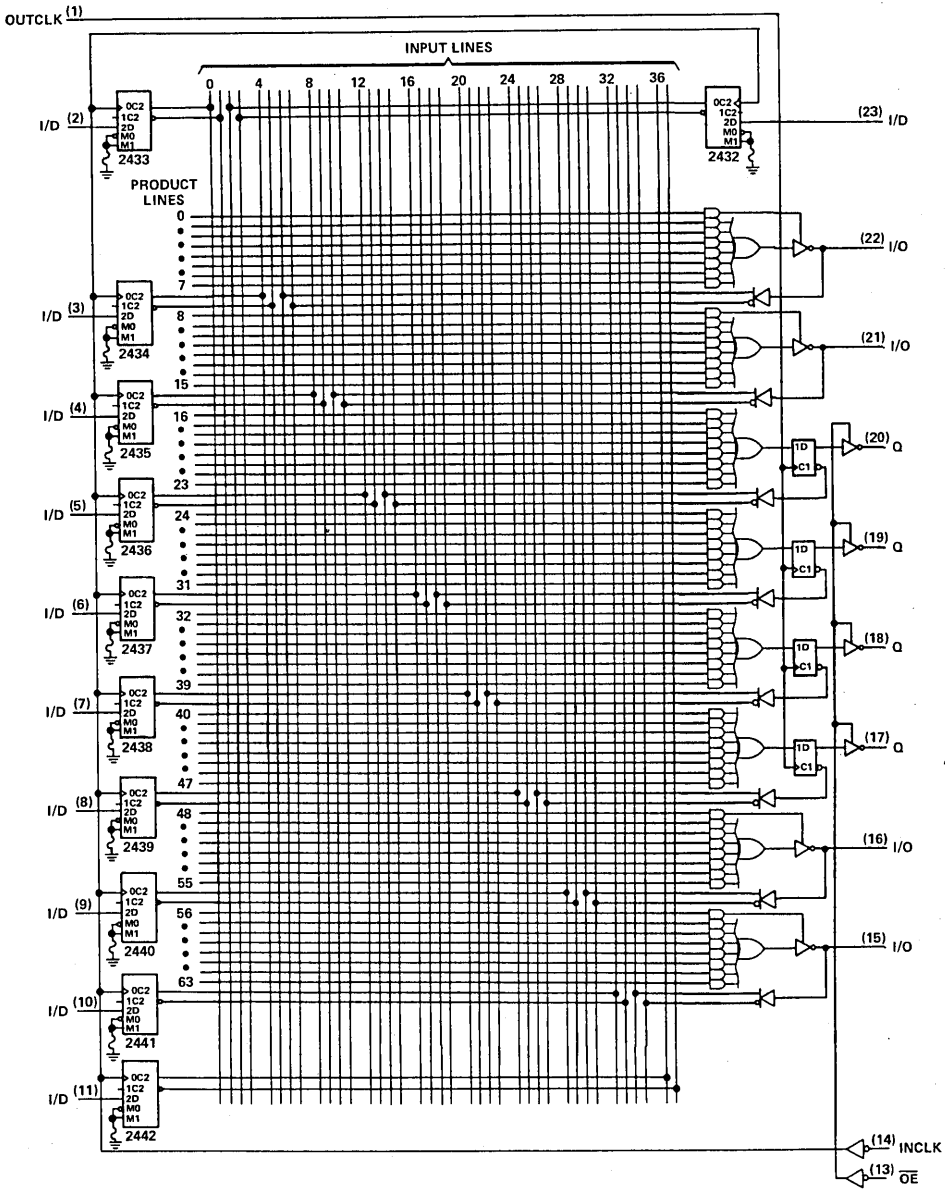 OUTCLK (1)
INPUT LINES
0 4 8 12 16 20 24 28 32 36
I/D (2)
0C2
1C2
2D
M0
M1
2433
0C2
1C2
2D
M0
M1
2432
(23) I/D
PRODUCT
LINES
0
7
(22) I/O
I/D (3)
0C2
1C2
2D
M0
M1
2434
8
15
(21) I/O
I/D (4)
0C2
1C2
2D
M0
M1
2435
16
23
1D
C1
(20) Q
I/D (5)
0C2
1C2
2D
M0
M1
2436
24
31
1D
C1
(19) Q
I/D (6)
0C2
1C2
2D
M0
M1
2437
32
39
1D
C1
(18) Q
I/D (7)
0C2
1C2
2D
M0
M1
2438
40
47
1D
C1
(17) Q
I/D (8)
0C2
1C2
2D
M0
M1
2439
48
55
(16) I/O
I/D (9)
0C2
1C2
2D
M0
M1
2440
56
63
(15) I/O
I/D (10)
0C2
1C2
2D
M0
M1
2441
I/D (11)
0C2
1C2
2D
M0
M1
2442
(14) INCLK
(13) OE